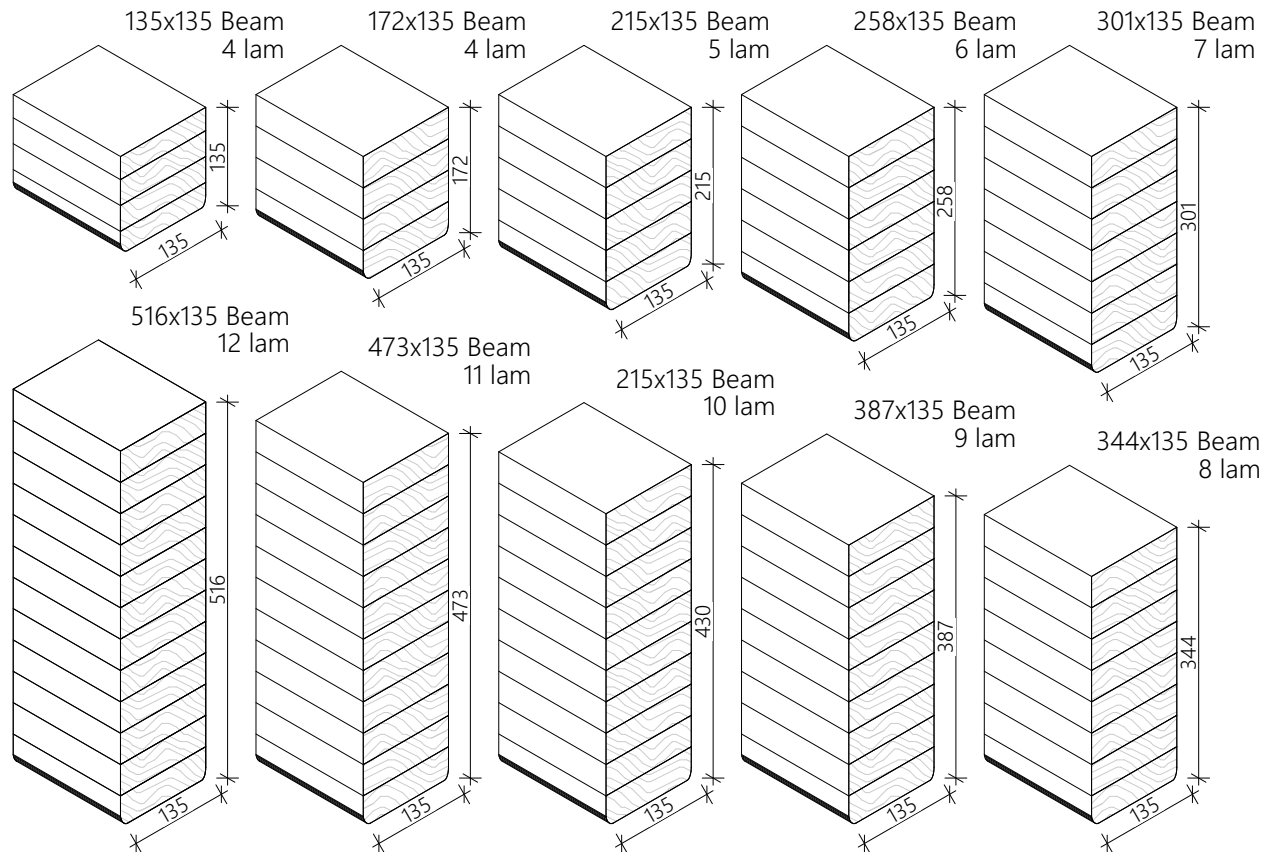 135x135 Beam
4 lam
172x135 Beam
4 lam
215x135 Beam
5 lam
258x135 Beam
6 lam
301x135 Beam
7 lam
135
135
172
135
215
135
258
135
301
135
516x135 Beam
12 lam
473x135 Beam
11 lam
215x135 Beam
10 lam
387x135 Beam
9 lam
344x135 Beam
8 lam
516
135
473
135
430
135
387
135
344
135